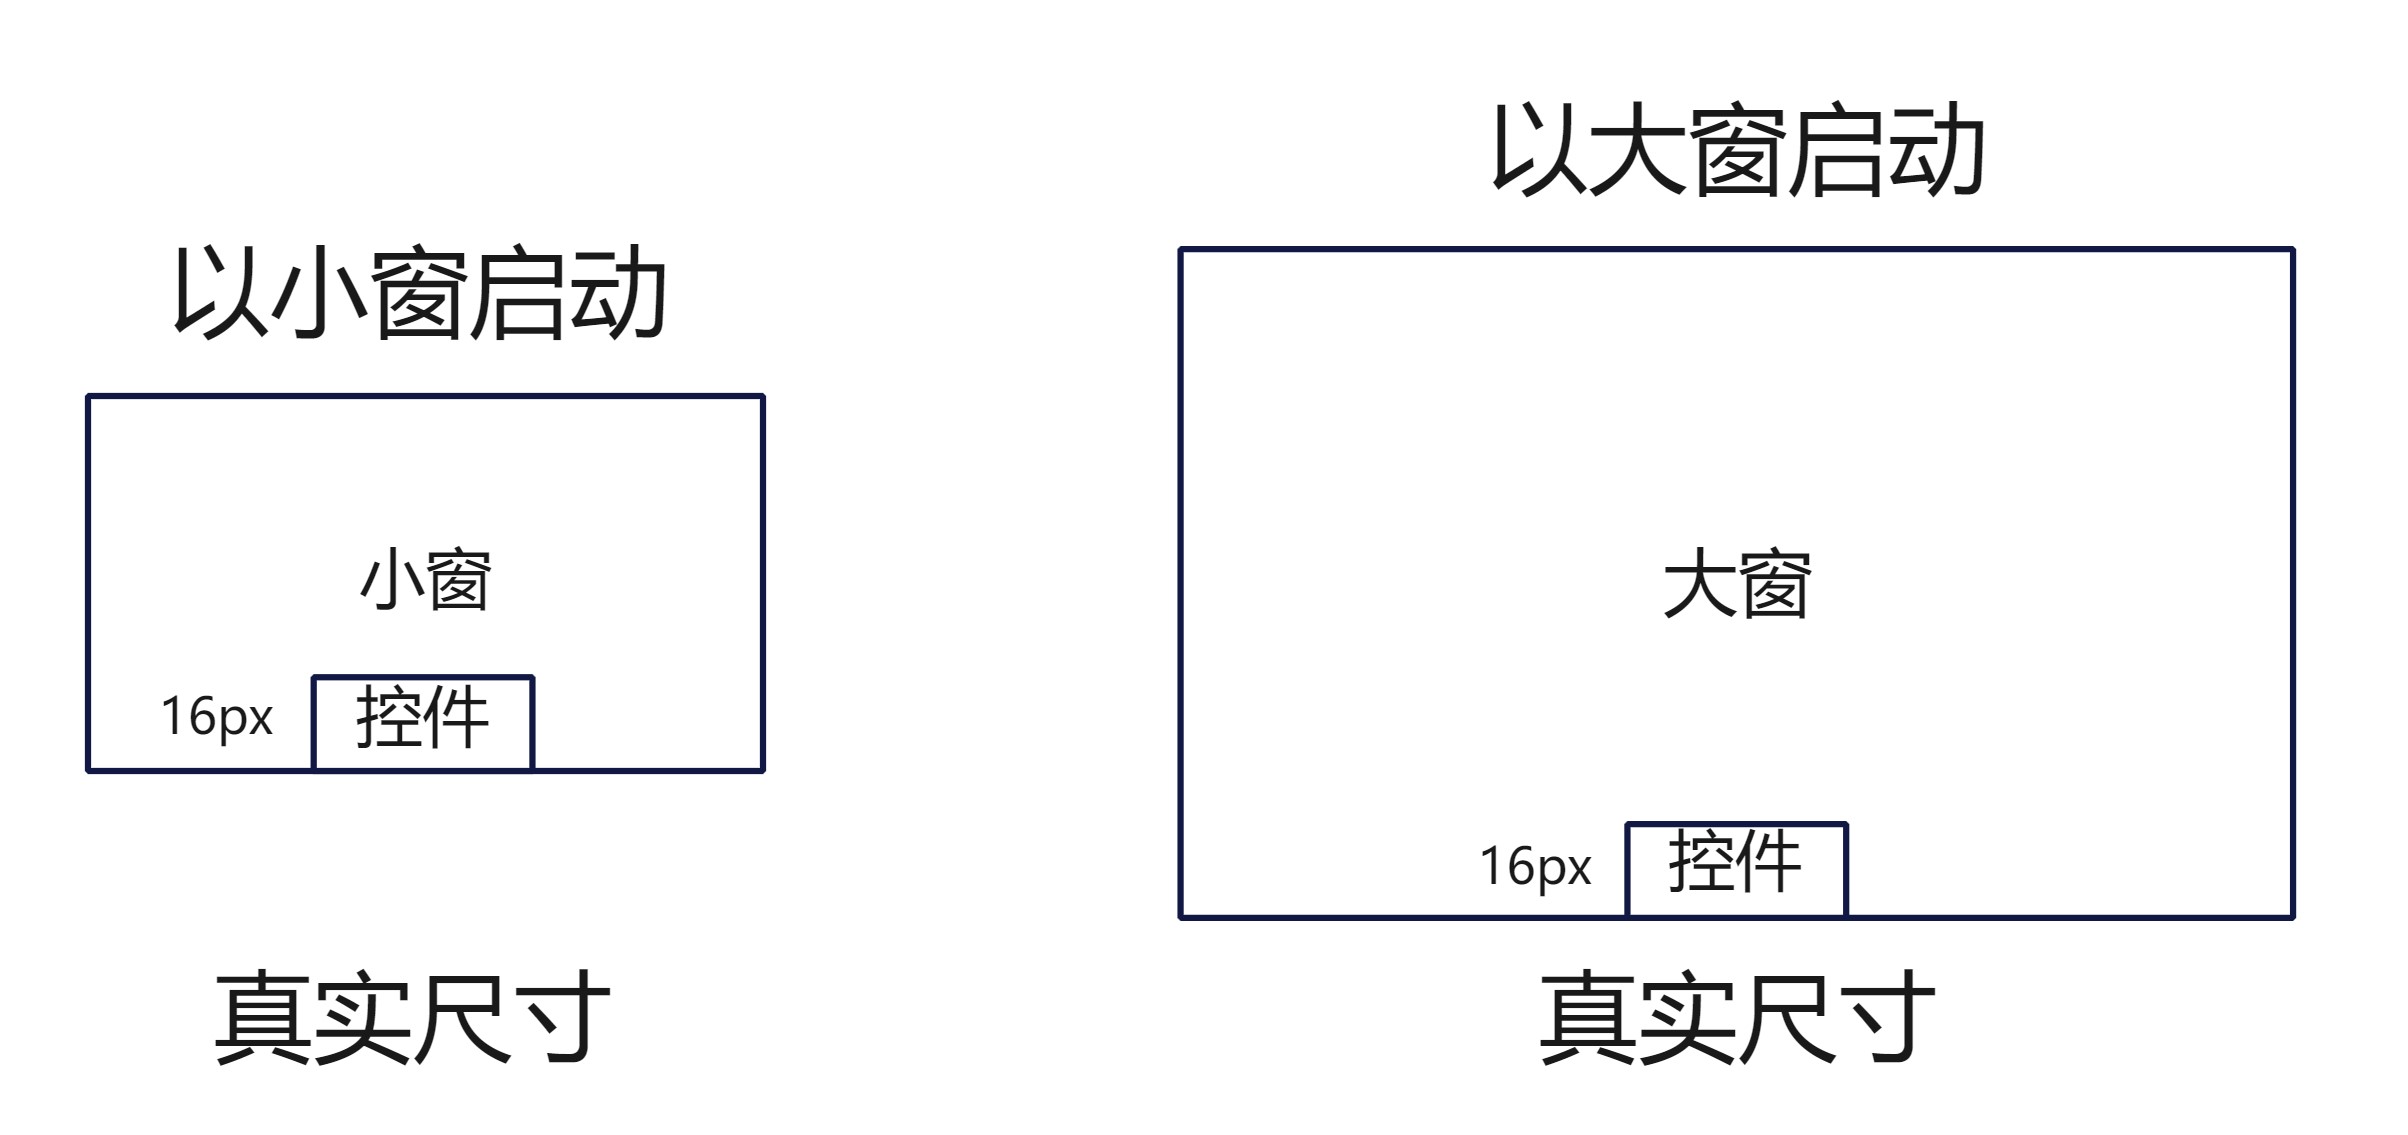 以小窗启动
小窗
16px
控件
真实尺寸
以大窗启动
大窗
16px
控件
真实尺寸